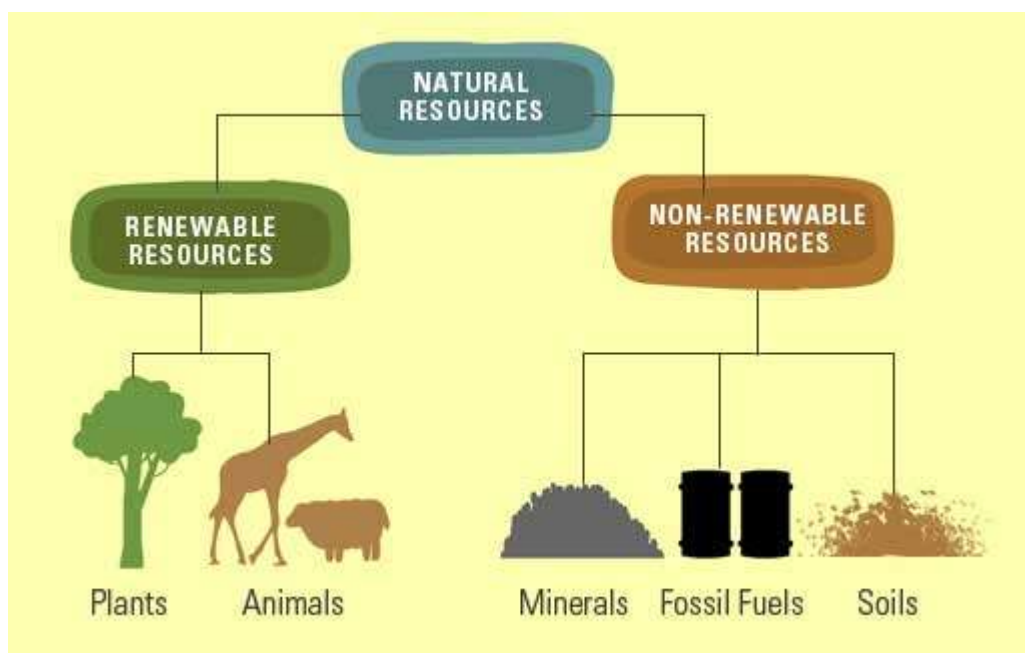 NATURAL
RESOURCES
RENEWABLE
RESOURCES
NON-RENEWABLE
RESOURCES
Plants
Animals
Minerals
Fossil Fuels
Soils